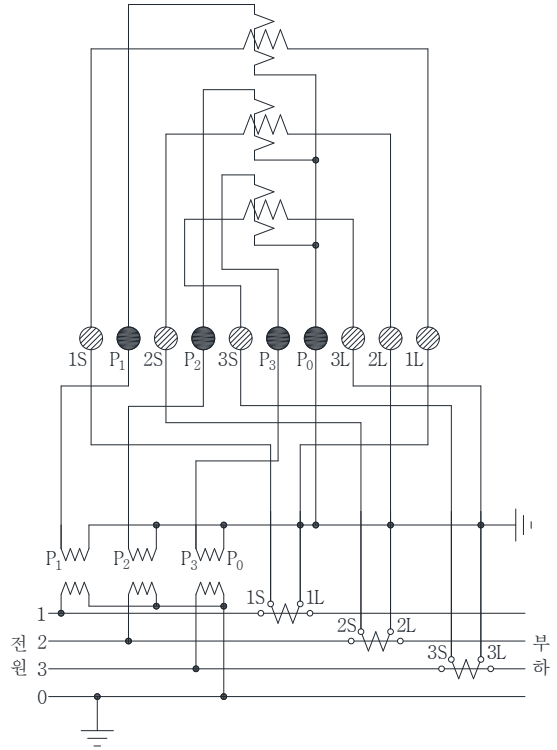 1S P₁ 2S P₂ 3S P₃ P₀ 3L 2L 1L
P₁ P₂ P₃ P₀
1S 1L
1
2S 2L
전 2 부
3S 3L
원 3 하
0